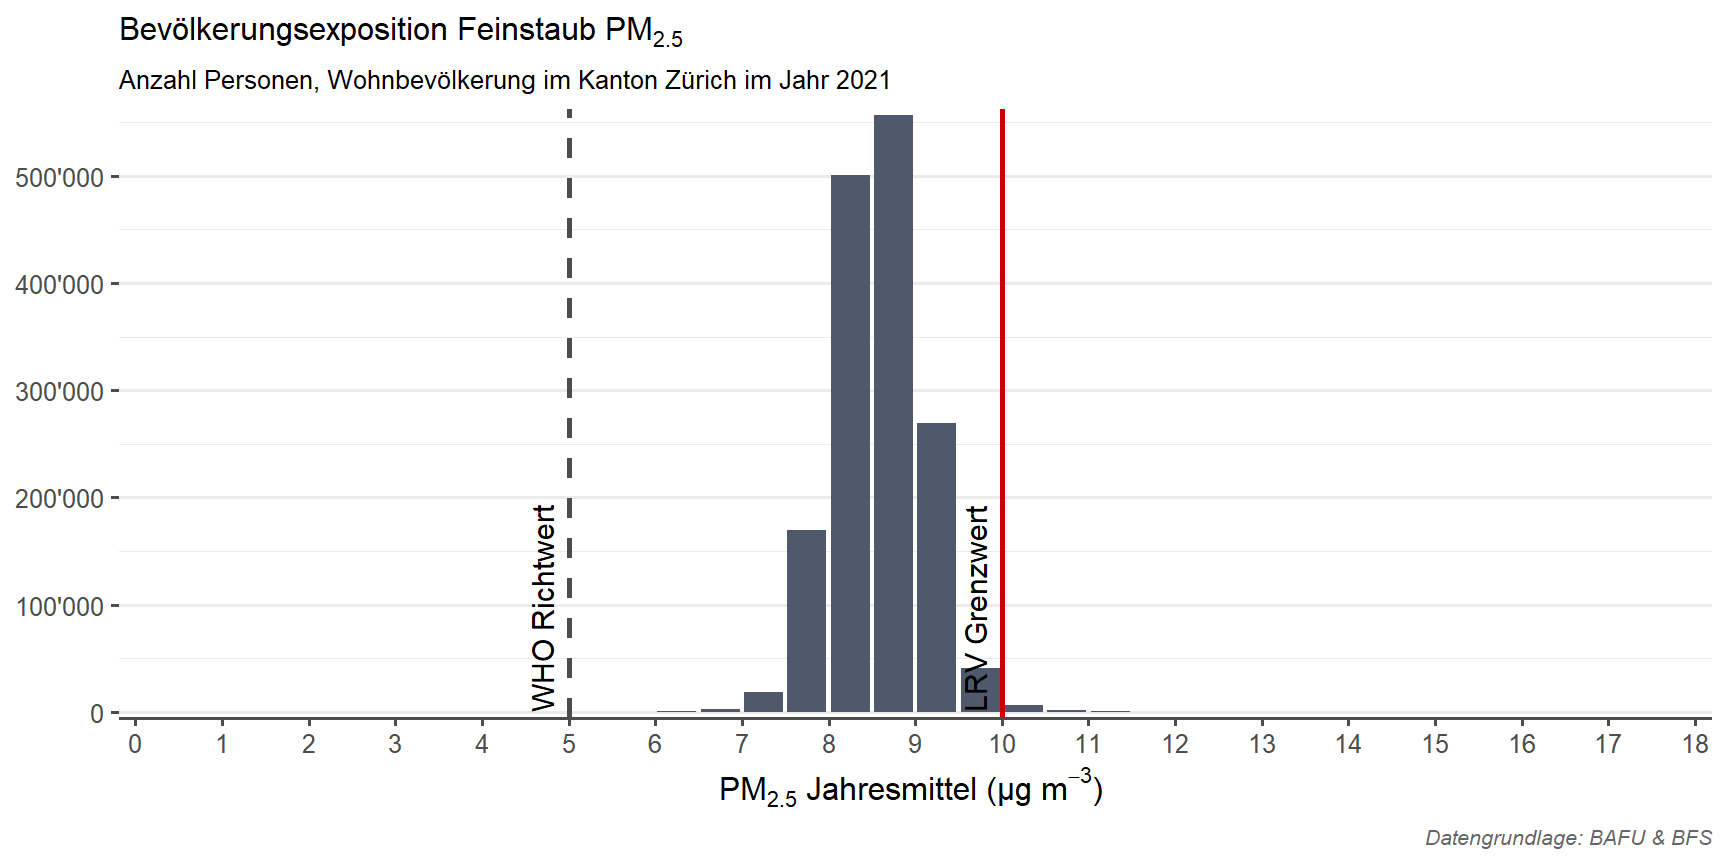 Bevölkerungsexposition Feinstaub PM2.5
Anzahl Personen, Wohnbevölkerung im Kanton Zürich im Jahr 2021
500'000
400'000
300'000
200'000
100'000
0
WHO Richtwert
LRV Grenzwert
0 1 2 3 4 5 6 7 8 9 10 11 12 13 14 15 16 17 18
PM2.5 Jahresmittel (µg m−3)
Datengrundlage: BAFU & BFS